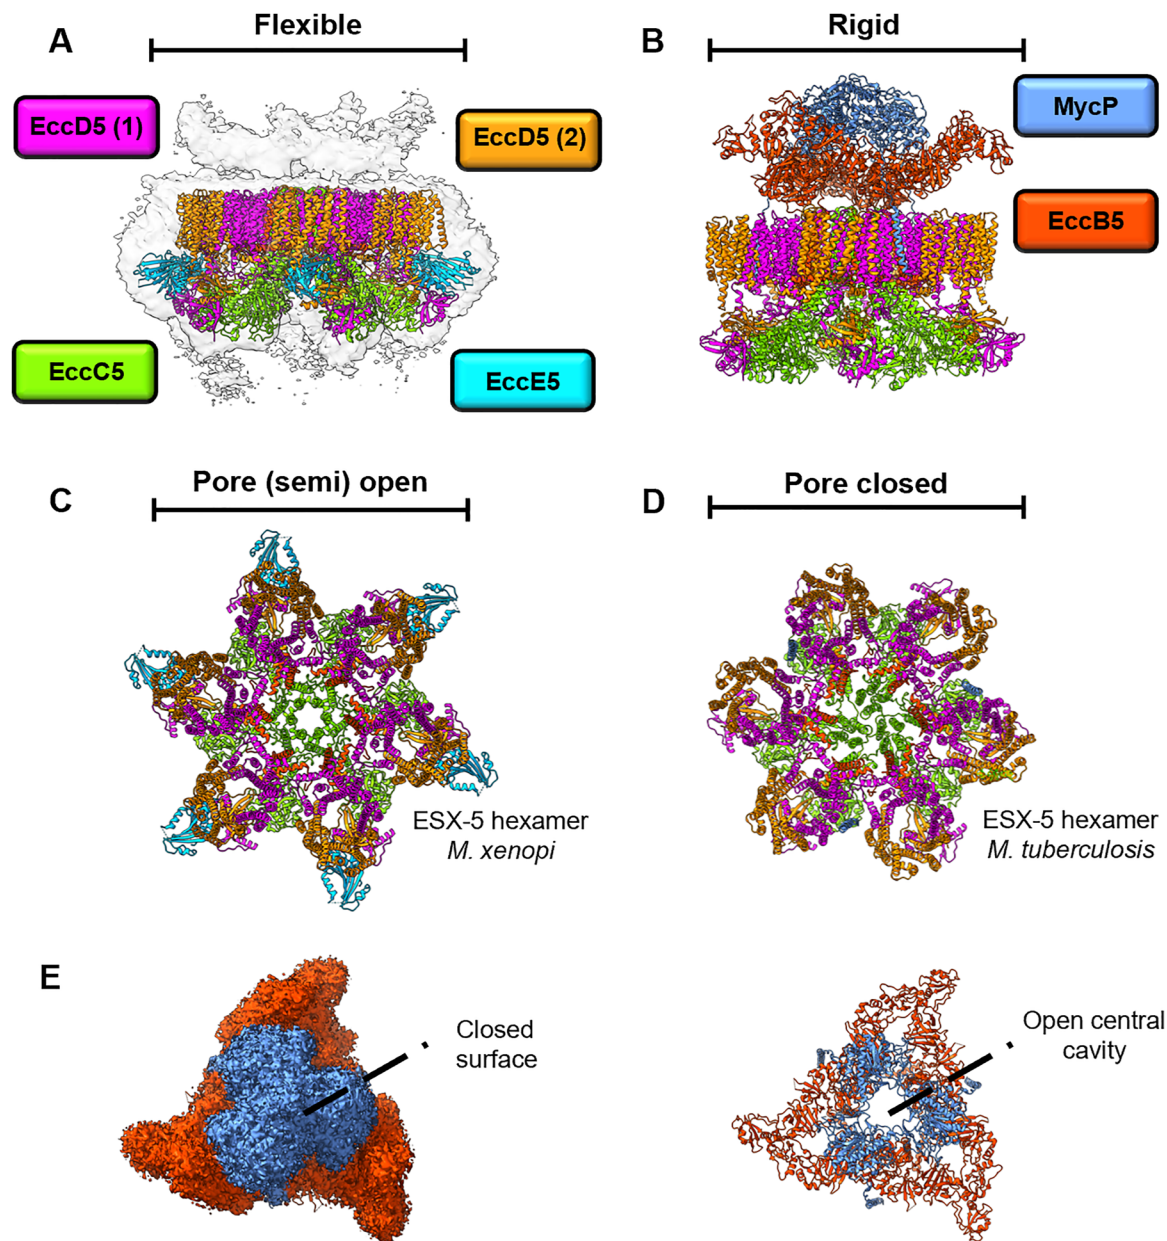 A
Flexible
EccD5 (1)
EccD5 (2)
EccC5
EccE5
B
Rigid
MycP
EccB5
C
Pore (semi) open
ESX-5 hexamer
M. xenopi
D
Pore closed
ESX-5 hexamer
M. tuberculosis
E
Closed
surface
Open central
cavity